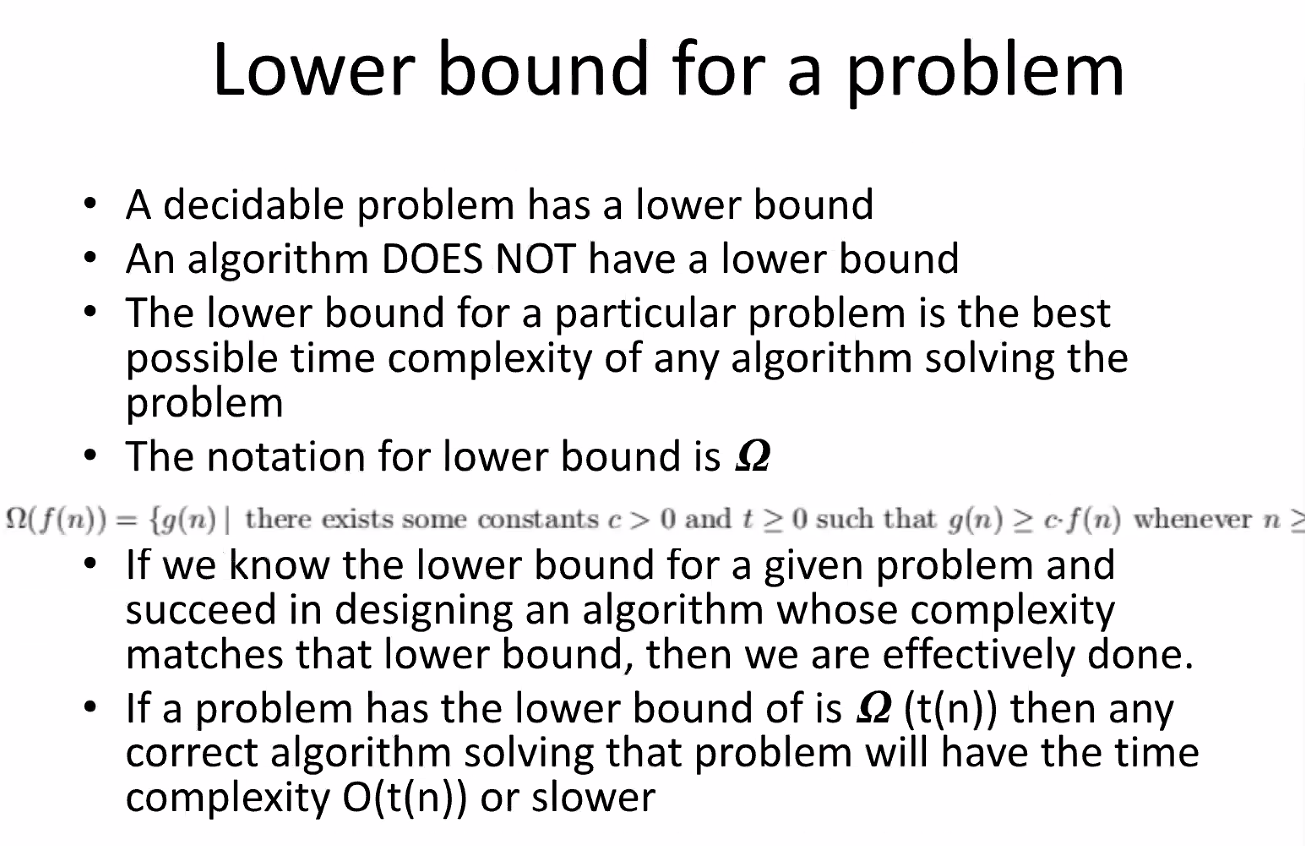 Lower bound for a problem
• A decidable problem has a lower bound
• An algorithm DOES NOT have a lower bound
• The lower bound for a particular problem is the best
possible time complexity of any algorithm solving the
problem
• The notation for lower bound is Ω
Ω(f(n)) = {g(n) | there exists some constants c > 0 and t ≥ 0 such that g(n) ≥ c·f(n) whenever n ≥
• If we know the lower bound for a given problem and
succeed in designing an algorithm whose complexity
matches that lower bound, then we are effectively done.
• If a problem has the lower bound of is Ω (t(n)) then any
correct algorithm solving that problem will have the time
complexity O(t(n)) or slower